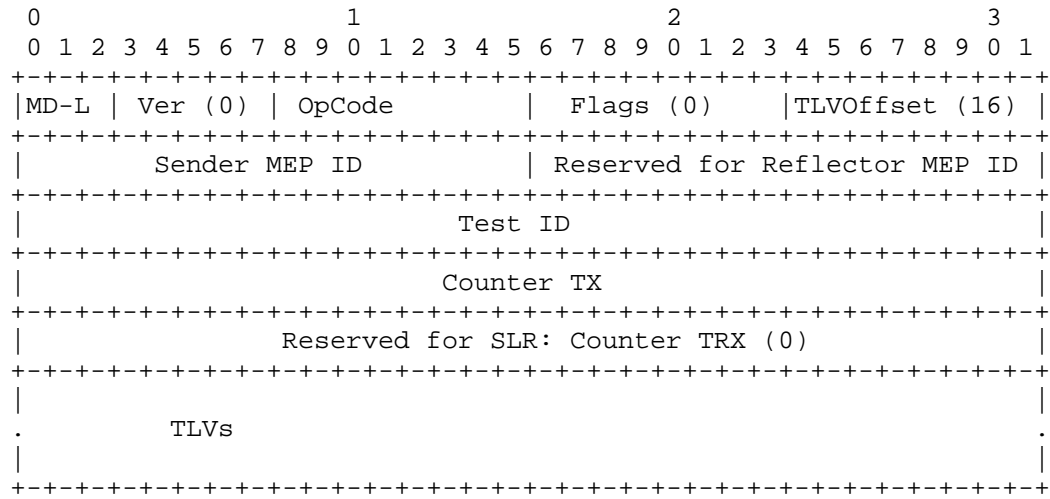 0                   1                   2                   3
 0 1 2 3 4 5 6 7 8 9 0 1 2 3 4 5 6 7 8 9 0 1 2 3 4 5 6 7 8 9 0 1
+-+-+-+-+-+-+-+-+-+-+-+-+-+-+-+-+-+-+-+-+-+-+-+-+-+-+-+-+-+-+-+-+
|MD-L | Ver (0) | OpCode        |  Flags (0)    |TLVOffset (16) |
+-+-+-+-+-+-+-+-+-+-+-+-+-+-+-+-+-+-+-+-+-+-+-+-+-+-+-+-+-+-+-+-+
|        Sender MEP ID          | Reserved for Reflector MEP ID |
+-+-+-+-+-+-+-+-+-+-+-+-+-+-+-+-+-+-+-+-+-+-+-+-+-+-+-+-+-+-+-+-+
|                           Test ID                             |
+-+-+-+-+-+-+-+-+-+-+-+-+-+-+-+-+-+-+-+-+-+-+-+-+-+-+-+-+-+-+-+-+
|                          Counter TX                           |
+-+-+-+-+-+-+-+-+-+-+-+-+-+-+-+-+-+-+-+-+-+-+-+-+-+-+-+-+-+-+-+-+
|                Reserved for SLR: Counter TRX (0)              |
+-+-+-+-+-+-+-+-+-+-+-+-+-+-+-+-+-+-+-+-+-+-+-+-+-+-+-+-+-+-+-+-+
|                                                               |
.         TLVs                                                  .
|                                                               |
+-+-+-+-+-+-+-+-+-+-+-+-+-+-+-+-+-+-+-+-+-+-+-+-+-+-+-+-+-+-+-+-+